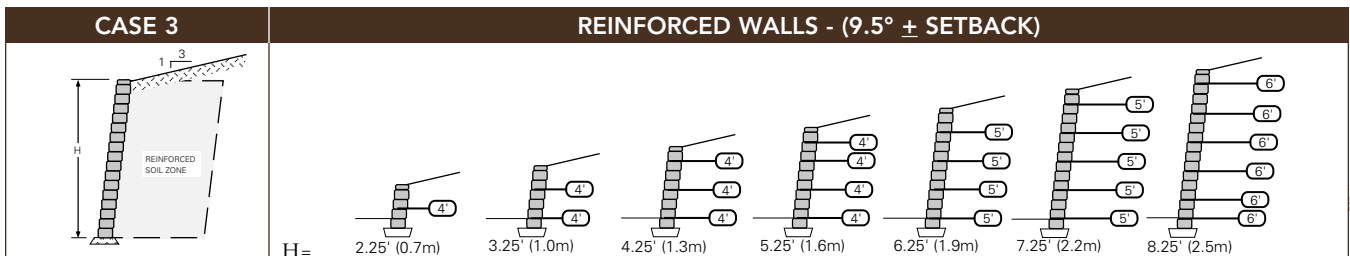 CASE 3
REINFORCED WALLS - (9.5° ± SETBACK)
1
3
H
REINFORCED
SOIL ZONE
4'
4'
4'
4'
4'
4'
4'
4'
4'
4'
5'
5'
5'
5'
5'
5'
5'
5'
5'
6'
6'
6'
6'
6'
6'
H=
2.25' (0.7m)
3.25' (1.0m)
4.25' (1.3m)
5.25' (1.6m)
6.25' (1.9m)
7.25' (2.2m)
8.25' (2.5m)